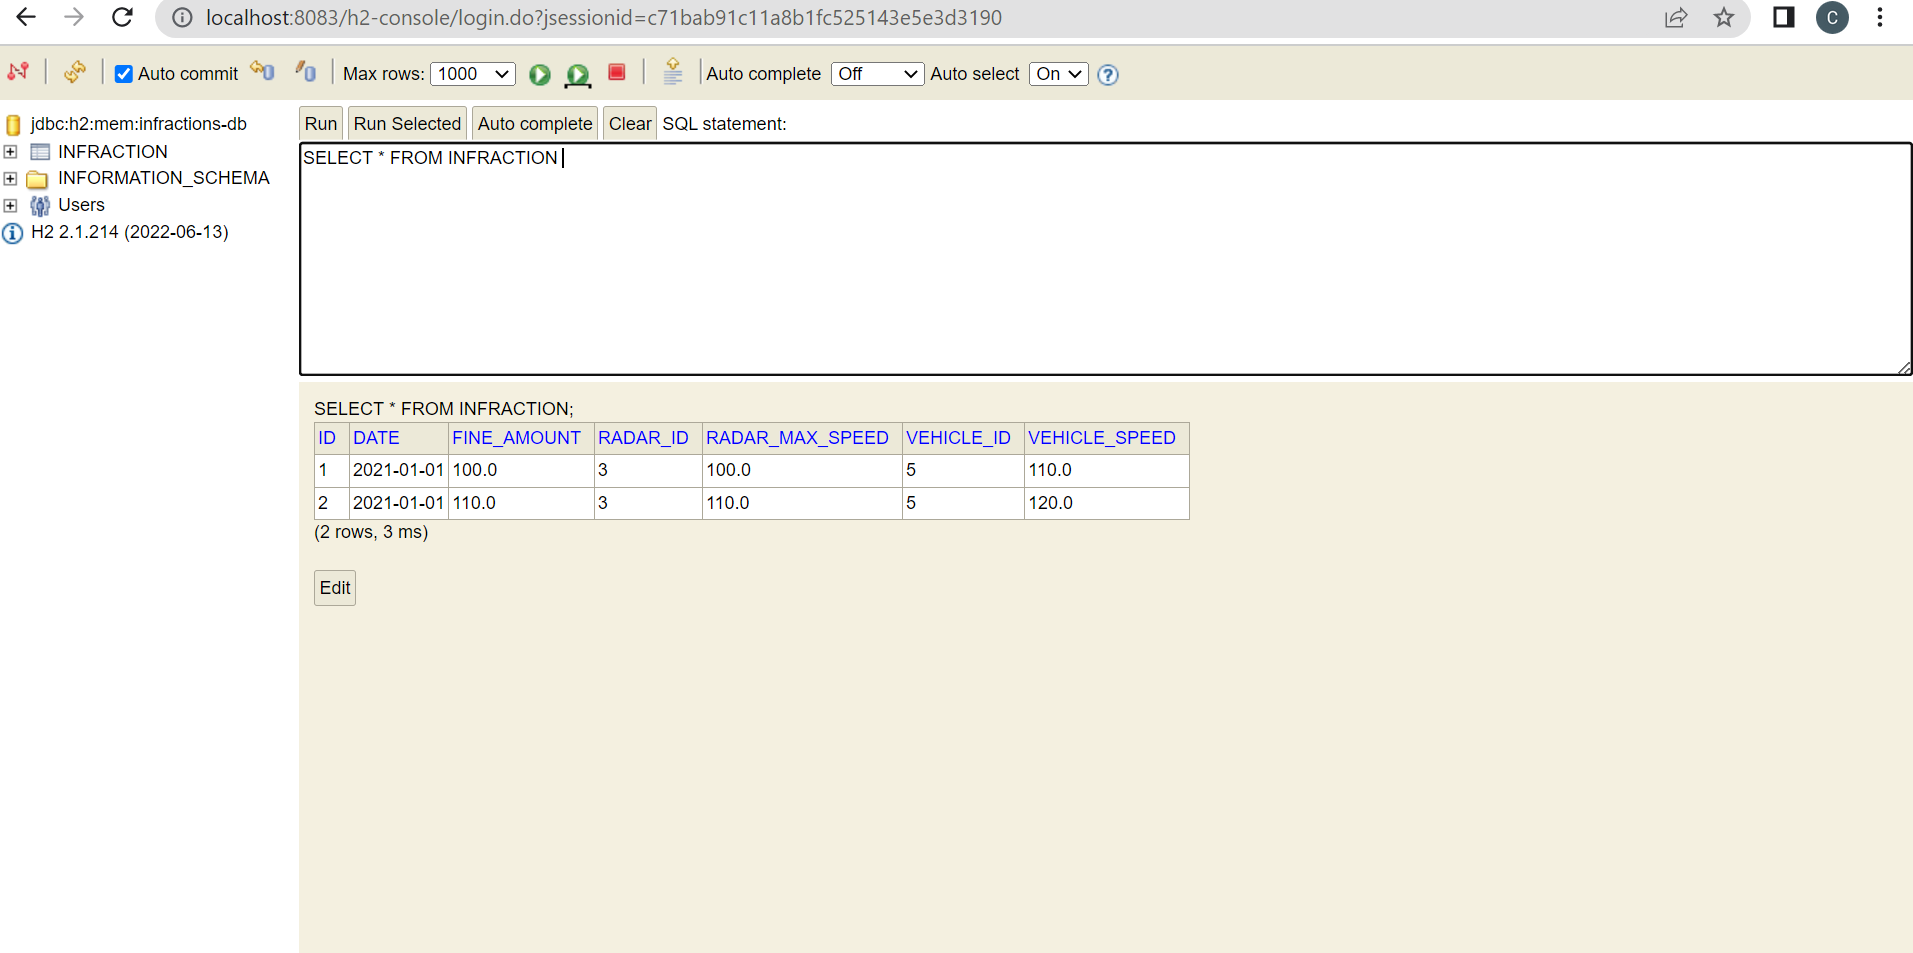 localhost:8083/h2-console/login.do?jsessionid=c71bab91c11a8b1fc525143e5e3d3190
C
Auto commit Max rows: 1000 Auto complete Off Auto select On ?
jdbc:h2:mem:infractions-db
INFRACTION
INFORMATION_SCHEMA
Users
H2 2.1.214 (2022-06-13)
Run Run Selected Auto complete Clear SQL statement:
SELECT * FROM INFRACTION
SELECT * FROM INFRACTION;
ID DATE FINE_AMOUNT RADAR_ID RADAR_MAX_SPEED VEHICLE_ID VEHICLE_SPEED
1 2021-01-01 100.0 3 100.0 5 110.0
2 2021-01-01 110.0 3 110.0 5 120.0
(2 rows, 3 ms)
Edit